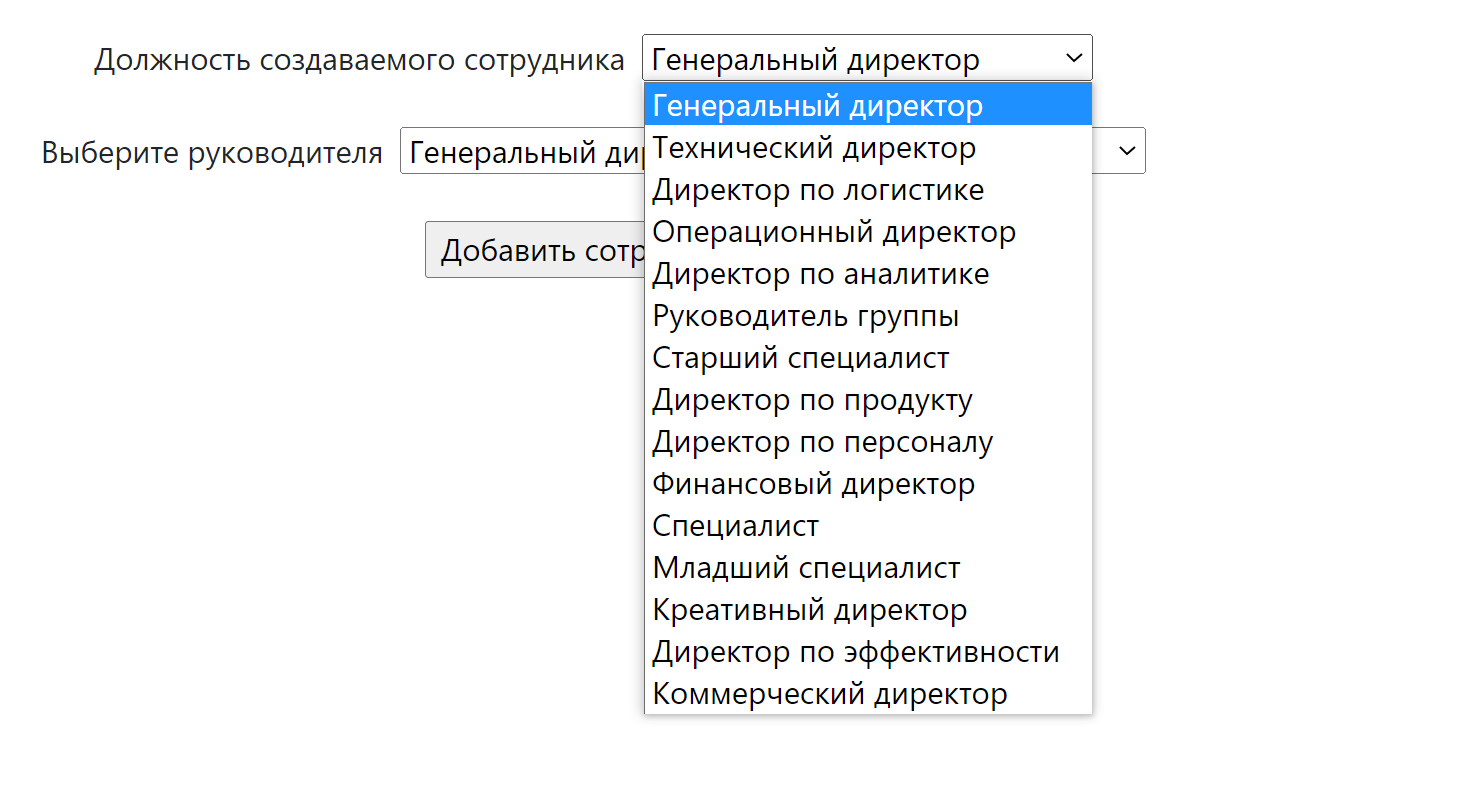 Должность создаваемого сотрудника Генеральный директор
Генеральный директор
Технический директор
Выберите руководителя Генеральный
Директор по логистике
Операционный директор
Добавить
Директор по аналитике
Руководитель группы
Старший специалист
Директор по продукту
Директор по персоналу
Финансовый директор
Специалист
Младший специалист
Креативный директор
Директор по эффективности
Коммерческий директор